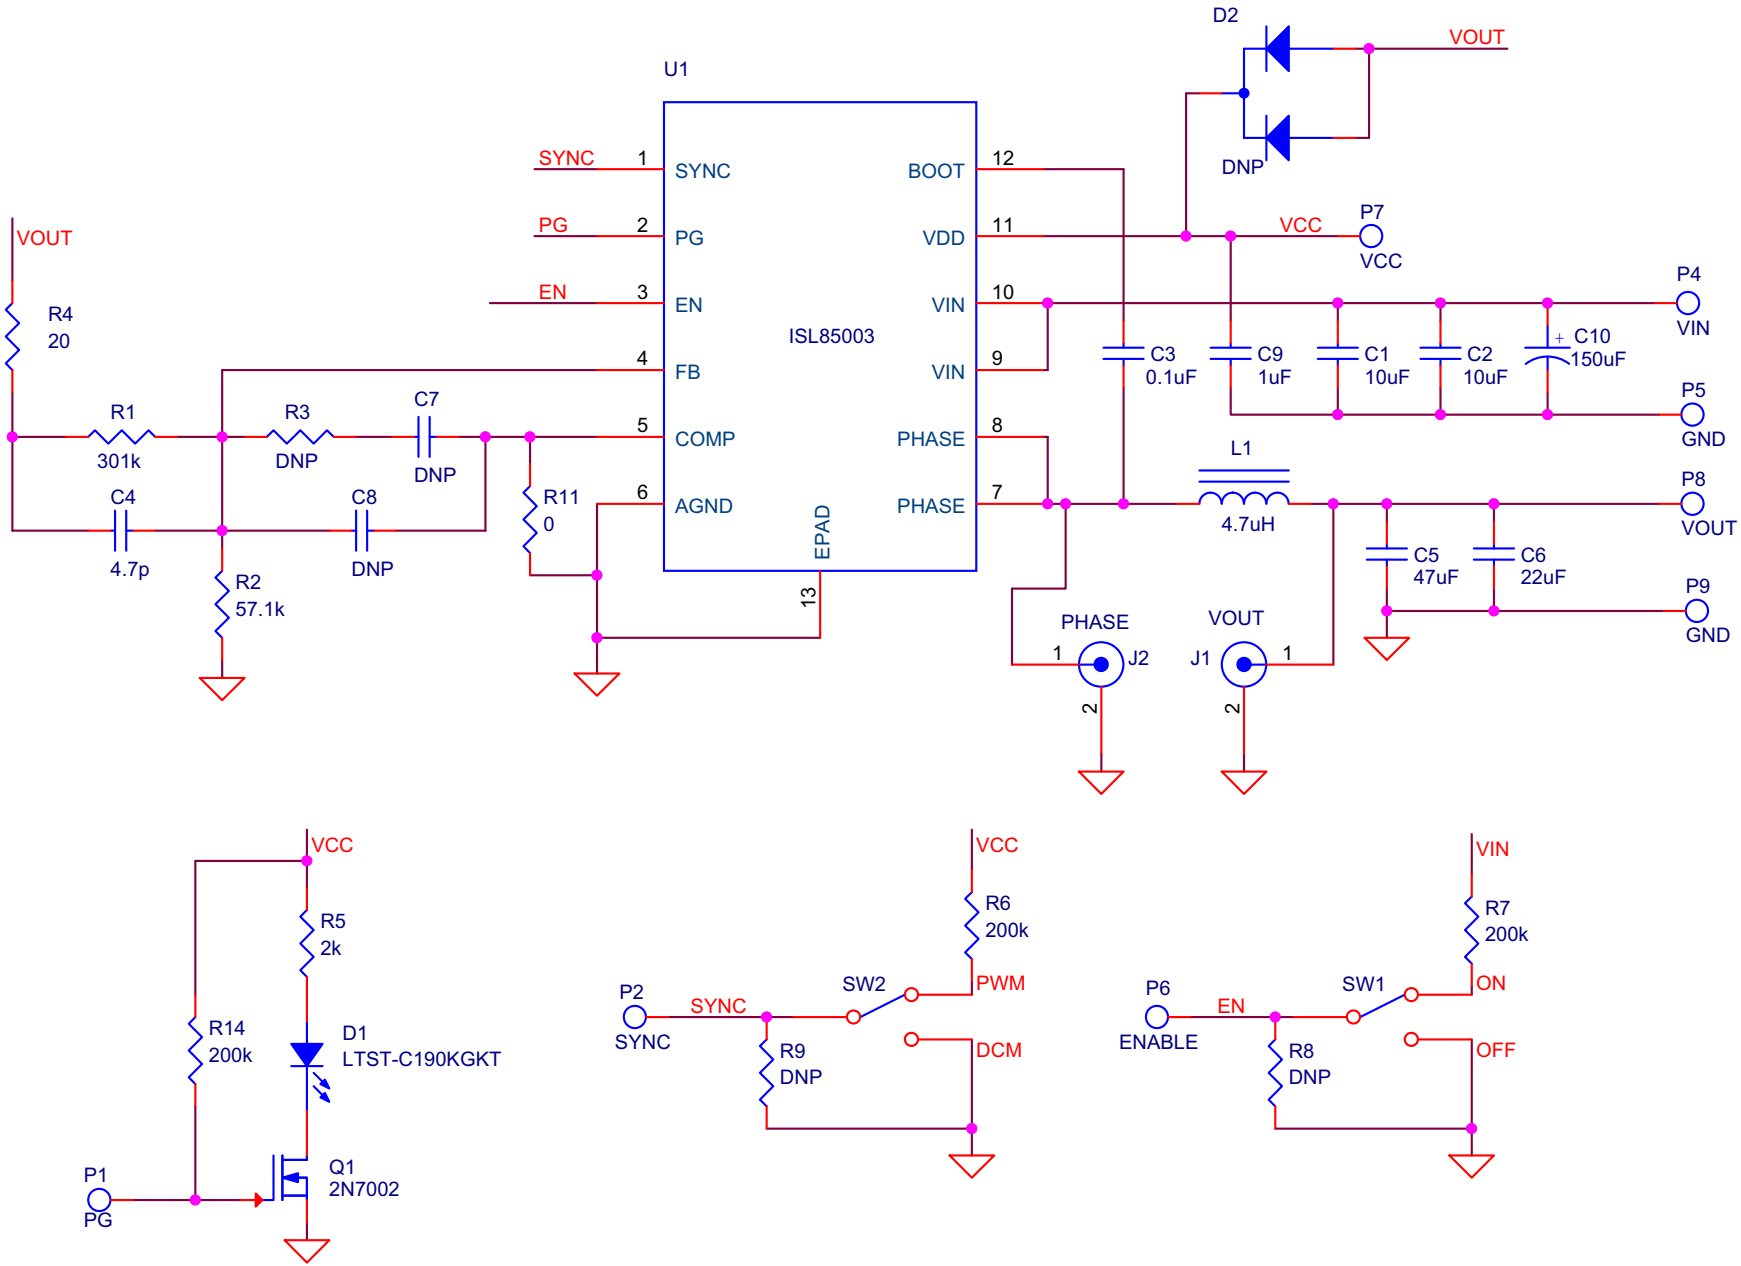 D2
VOUT
DNP
U1
SYNC 1 SYNC
PG 2 PG
EN 3 EN
4 FB
5 COMP
6 AGND
ISL85003
EPAD
13
BOOT 12
VDD 11
VIN 10
VIN 9
PHASE 8
PHASE 7
VCC
P7
VCC
P4
VIN
C3
0.1uF
C9
1uF
C1
10uF
C2
10uF
+ C10
150uF
P5
GND
L1
4.7uH
P8
VOUT
C5
47uF
C6
22uF
P9
GND
PHASE
1
J2
2
VOUT
J1
1
2
VOUT
R4
20
R1
301k
R3
DNP
C7
DNP
C4
4.7p
C8
DNP
R11
0
R2
57.1k
VCC
R5
2k
R14
200k
D1
LTST-C190KGKT
Q1
2N7002
P1
PG
VCC
R6
200k
PWM
SW2
P2
SYNC
SYNC
R9
DNP
DCM
VIN
R7
200k
ON
SW1
P6
EN
ENABLE
R8
DNP
OFF